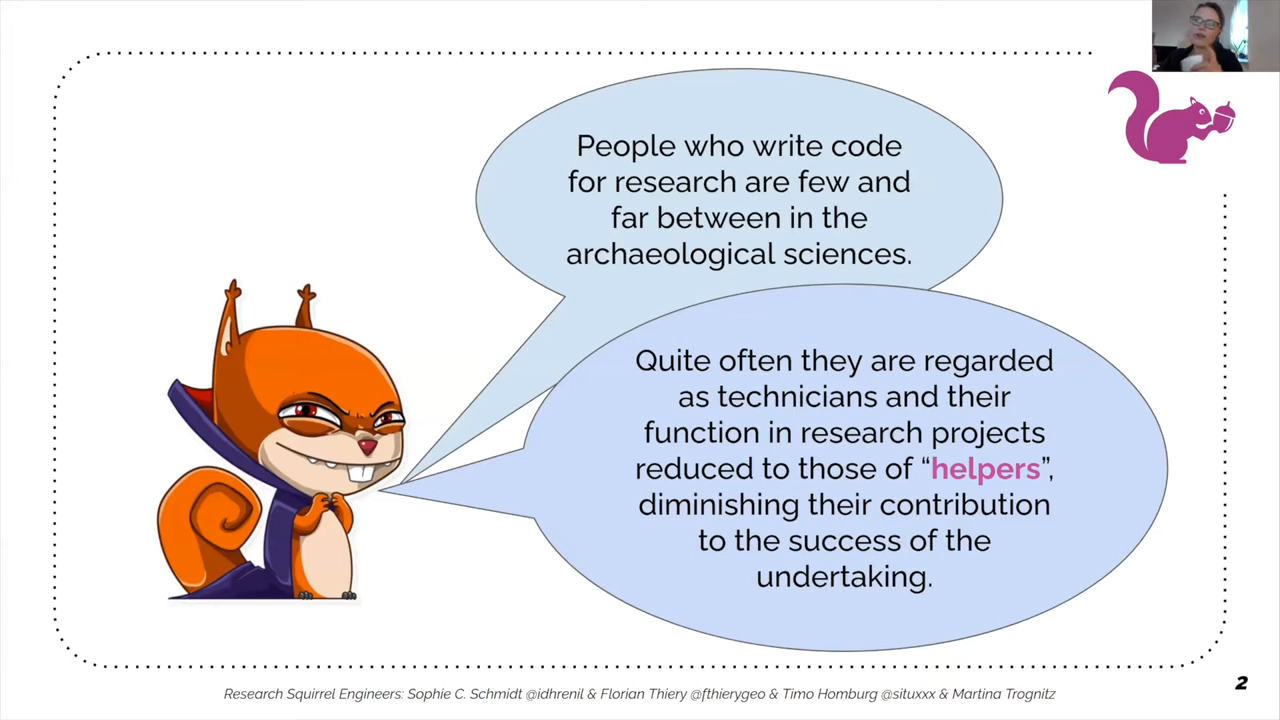 People who write code
for research are few and
far between in the
archaeological sciences.
Quite often they are regarded
as technicians and their
function in research projects
reduced to those of “helpers”,
diminishing their contribution
to the success of the
undertaking.
Research Squirrel Engineers: Sophie C. Schmidt @idhrenil & Florian Thiery @fthierygeo & Timo Homburg @situxxx & Martina Trognitz
2